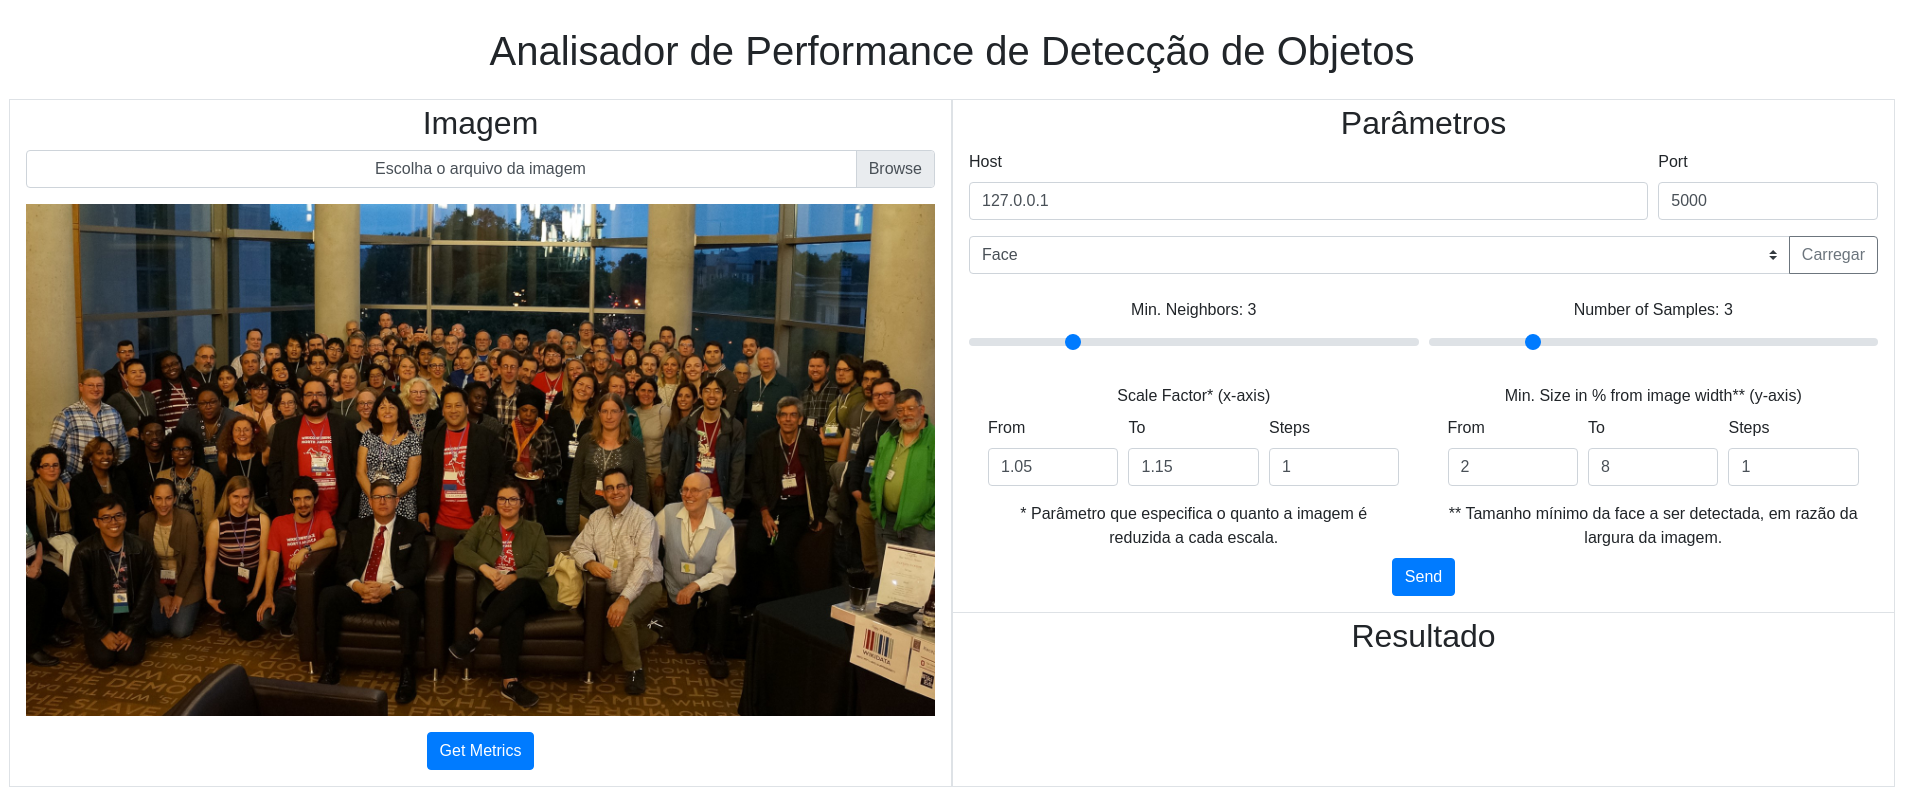 Analisador de Performance de Detecção de Objetos
Imagem
Escolha o arquivo da imagem
Browse
WIKIDATA
Get Metrics
Parâmetros
Host
Port
127.0.0.1
5000
Face
Carregar
Min. Neighbors: 3
Number of Samples: 3
Scale Factor* (x-axis)
From
To
Steps
1.05
1.15
1
* Parâmetro que especifica o quanto a imagem é
reduzida a cada escala.
Min. Size in % from image width** (y-axis)
From
To
Steps
2
8
1
** Tamanho mínimo da face a ser detectada, em razão da
largura da imagem.
Send
Resultado